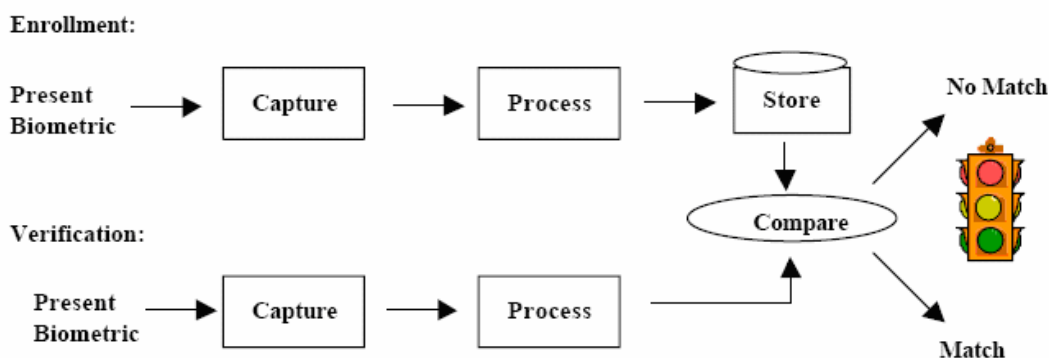 Enrollment:
Present
Biometric
Capture
Process
Store
No Match
Compare
Verification:
Present
Biometric
Capture
Process
Match